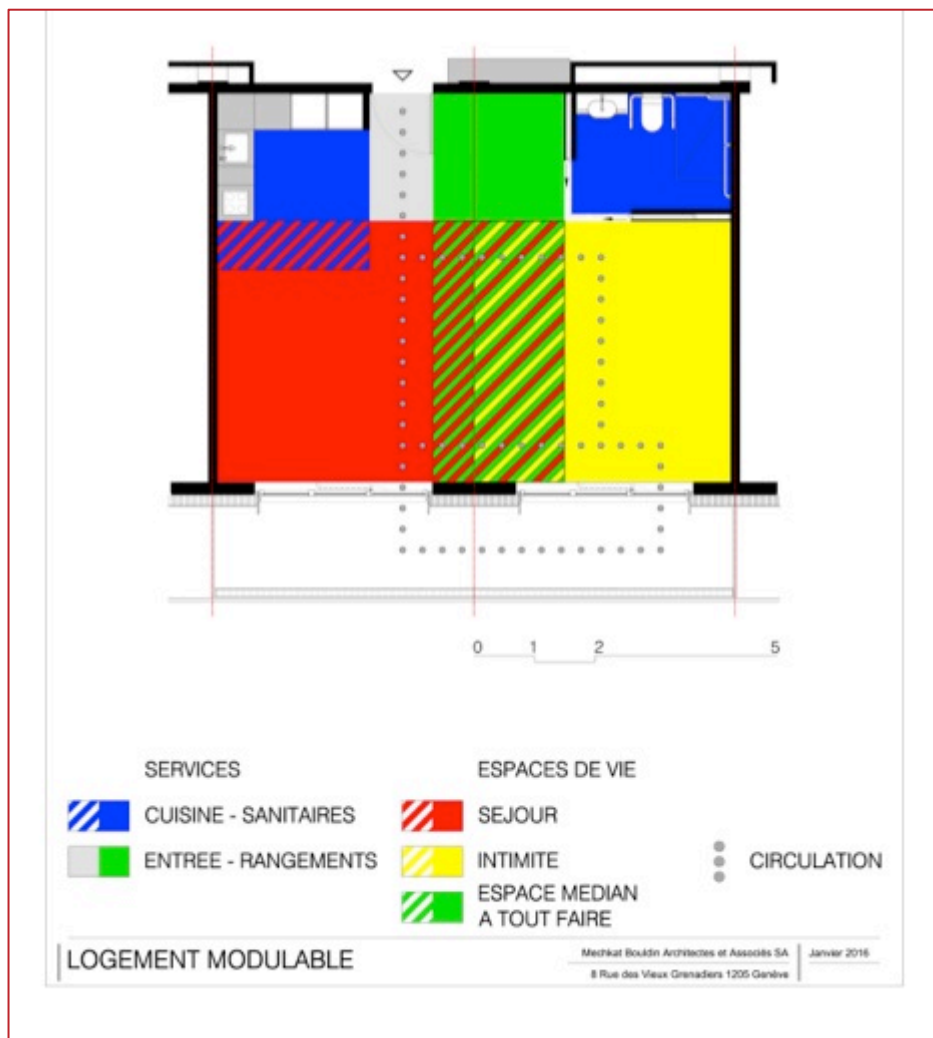 0 1 2 5
SERVICES
CUISINE - SANITAIRES
ENTREE - RANGEMENTS
ESPACES DE VIE
SEJOUR
INTIMITE
ESPACE MEDIAN
A TOUT FAIRE
CIRCULATION
LOGEMENT MODULABLE
Mechkat Bouldin Architectes et Associés SA
8 Rue des Vieux Grenadiers 1205 Genève
Janvier 2016